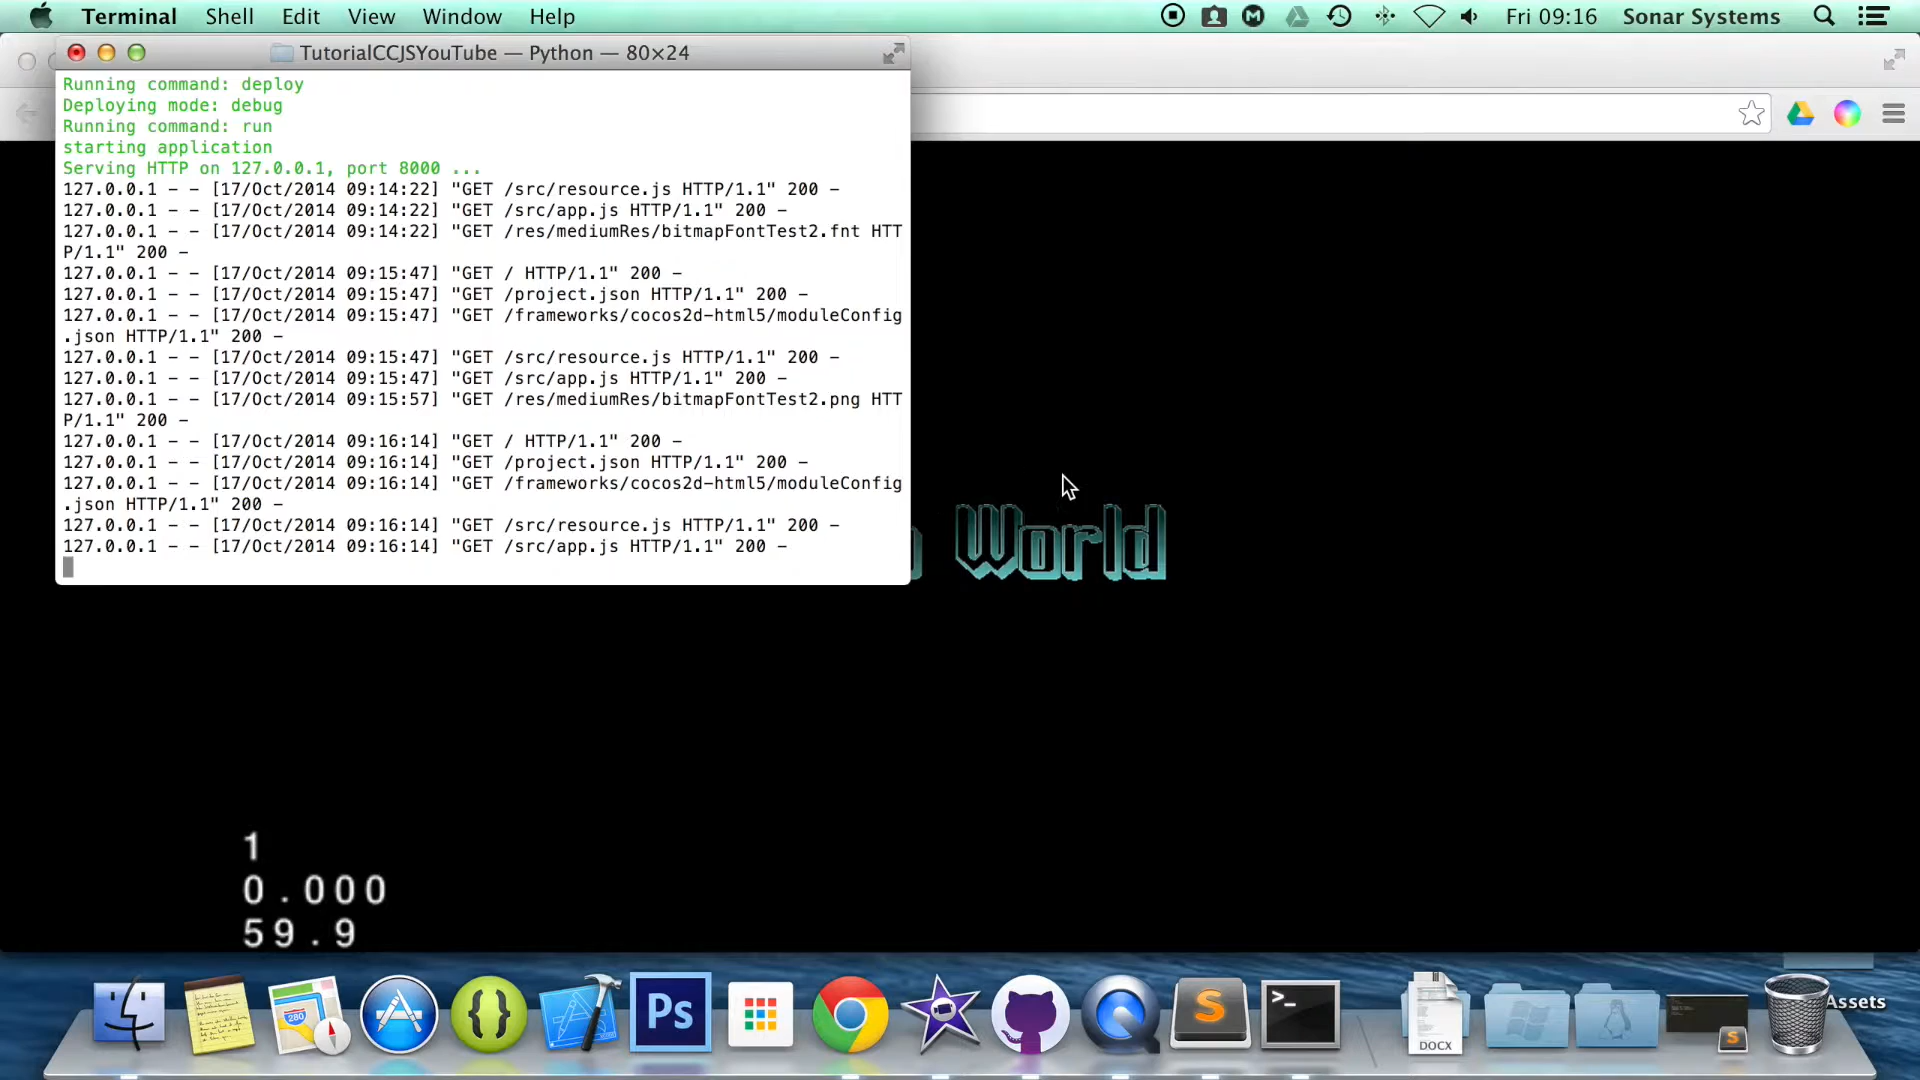 Terminal Shell Edit View Window Help Fri 09:16 Sonar Systems
TutorialCCJSYouTube — Python — 80×24
Running command: deploy
Deploying mode: debug
Running command: run
starting application
Serving HTTP on 127.0.0.1, port 8000 ...
127.0.0.1 - - [17/Oct/2014 09:14:22] "GET /src/resource.js HTTP/1.1" 200 -
127.0.0.1 - - [17/Oct/2014 09:14:22] "GET /src/app.js HTTP/1.1" 200 -
127.0.0.1 - - [17/Oct/2014 09:14:22] "GET /res/mediumRes/bitmapFontTest2.fnt HTT
P/1.1" 200 -
127.0.0.1 - - [17/Oct/2014 09:15:47] "GET / HTTP/1.1" 200 -
127.0.0.1 - - [17/Oct/2014 09:15:47] "GET /project.json HTTP/1.1" 200 -
127.0.0.1 - - [17/Oct/2014 09:15:47] "GET /frameworks/cocos2d-html5/moduleConfig
.json HTTP/1.1" 200 -
127.0.0.1 - - [17/Oct/2014 09:15:47] "GET /src/resource.js HTTP/1.1" 200 -
127.0.0.1 - - [17/Oct/2014 09:15:47] "GET /src/app.js HTTP/1.1" 200 -
127.0.0.1 - - [17/Oct/2014 09:15:57] "GET /res/mediumRes/bitmapFontTest2.png HTT
P/1.1" 200 -
127.0.0.1 - - [17/Oct/2014 09:16:14] "GET / HTTP/1.1" 200 -
127.0.0.1 - - [17/Oct/2014 09:16:14] "GET /project.json HTTP/1.1" 200 -
127.0.0.1 - - [17/Oct/2014 09:16:14] "GET /frameworks/cocos2d-html5/moduleConfig
.json HTTP/1.1" 200 -
127.0.0.1 - - [17/Oct/2014 09:16:14] "GET /src/resource.js HTTP/1.1" 200 -
127.0.0.1 - - [17/Oct/2014 09:16:14] "GET /src/app.js HTTP/1.1" 200 -
World
1
0.000
59.9
280
Ps
S
>_
DOCX
S
Assets